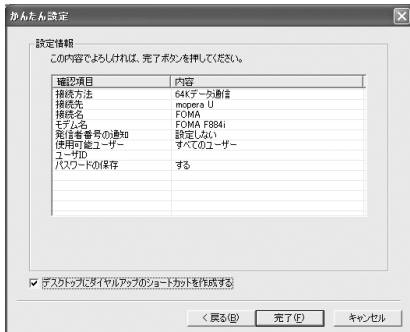 かんたん設定
設定情報
この内容でよろしければ、完了ボタンを押してください。
確認項目 内容
接続方法 64Kデータ通信
接続先 mopera U
接続名 FOMA
モデム名 FOMA F884i
発信者番号の通知 設定しない
使用可能ユーザー すべてのユーザー
ユーザID
パスワードの保存 する
デスクトップにダイヤルアップのショートカットを作成する
< 戻る(B) 完了(F) キャンセル